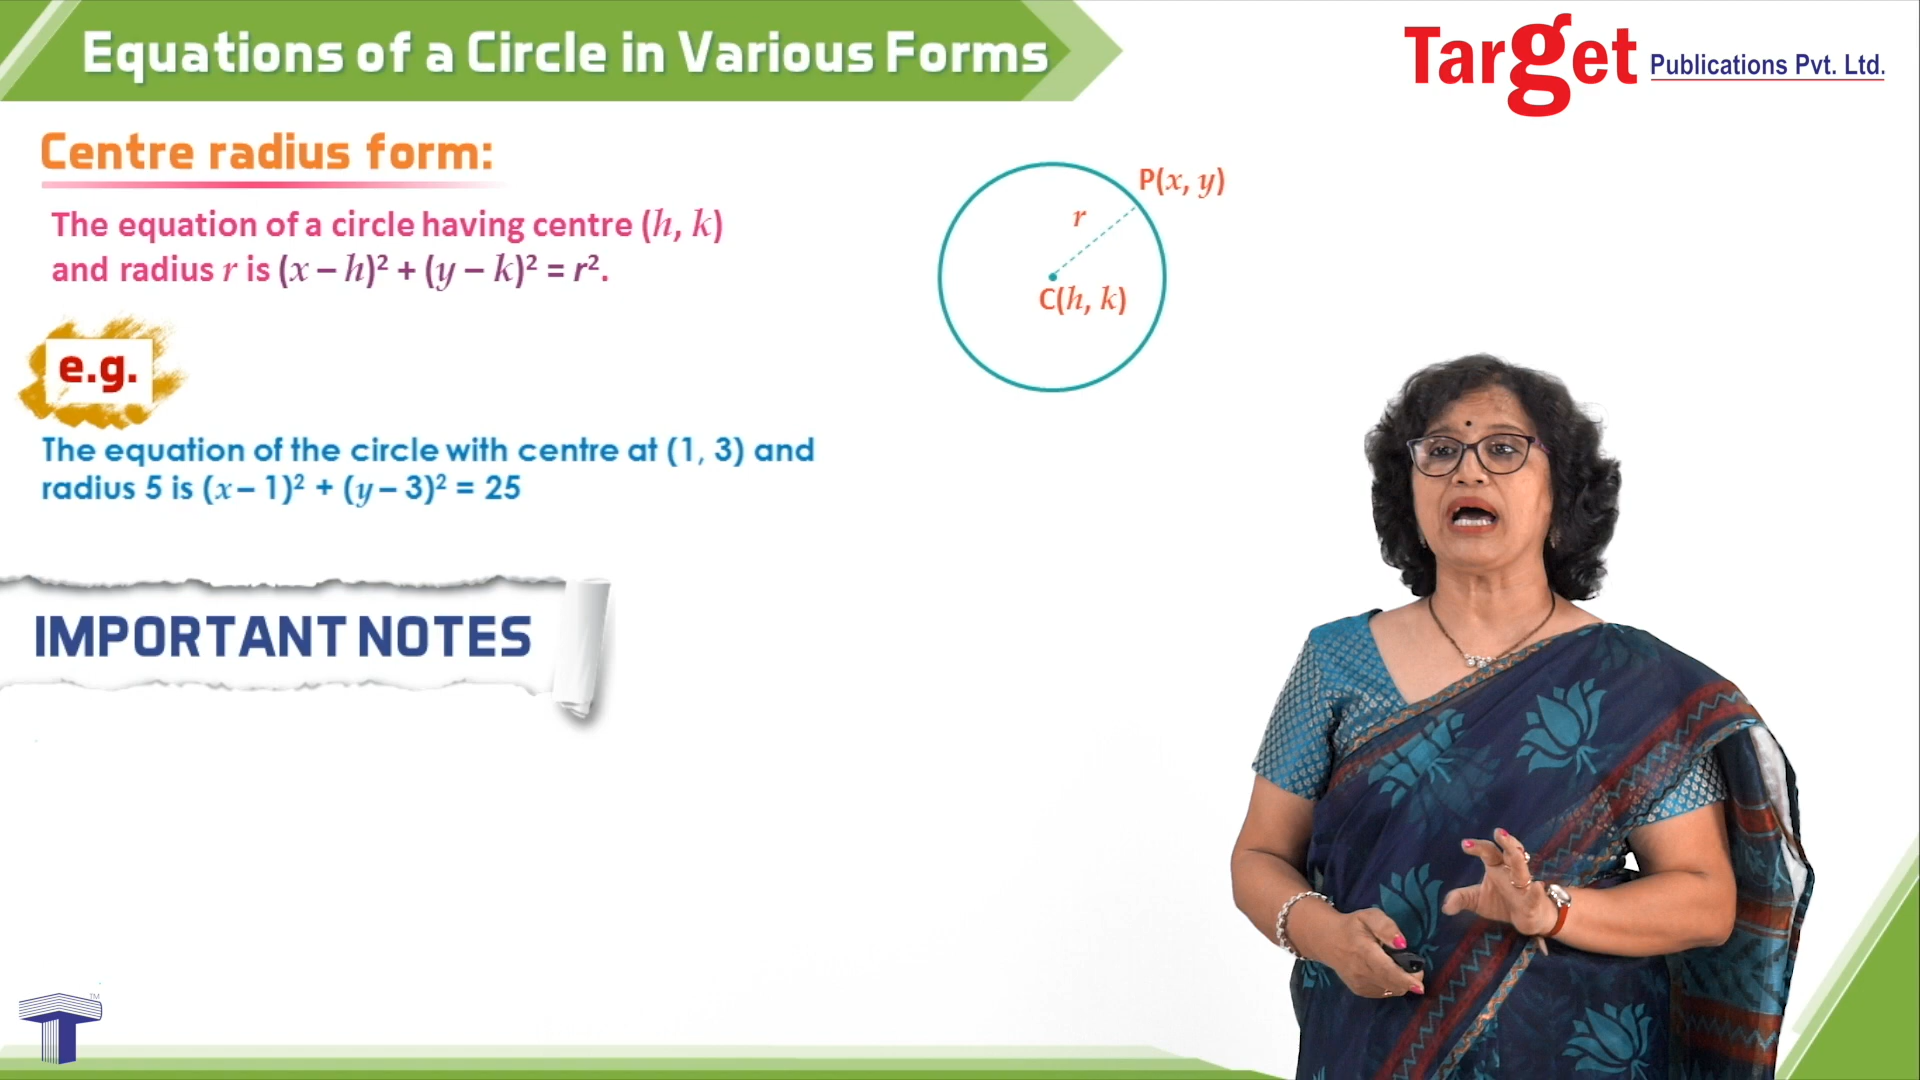 Equations of a Circle in Various Forms
Target Publications Pvt. Ltd.
Centre radius form:
The equation of a circle having centre (h, k)
and radius r is (x – h)² + (y – k)² = r².
P(x, y)
r
C(h, k)
e.g.
The equation of the circle with centre at (1, 3) and
radius 5 is (x – 1)² + (y – 3)² = 25
IMPORTANT NOTES
T
TM